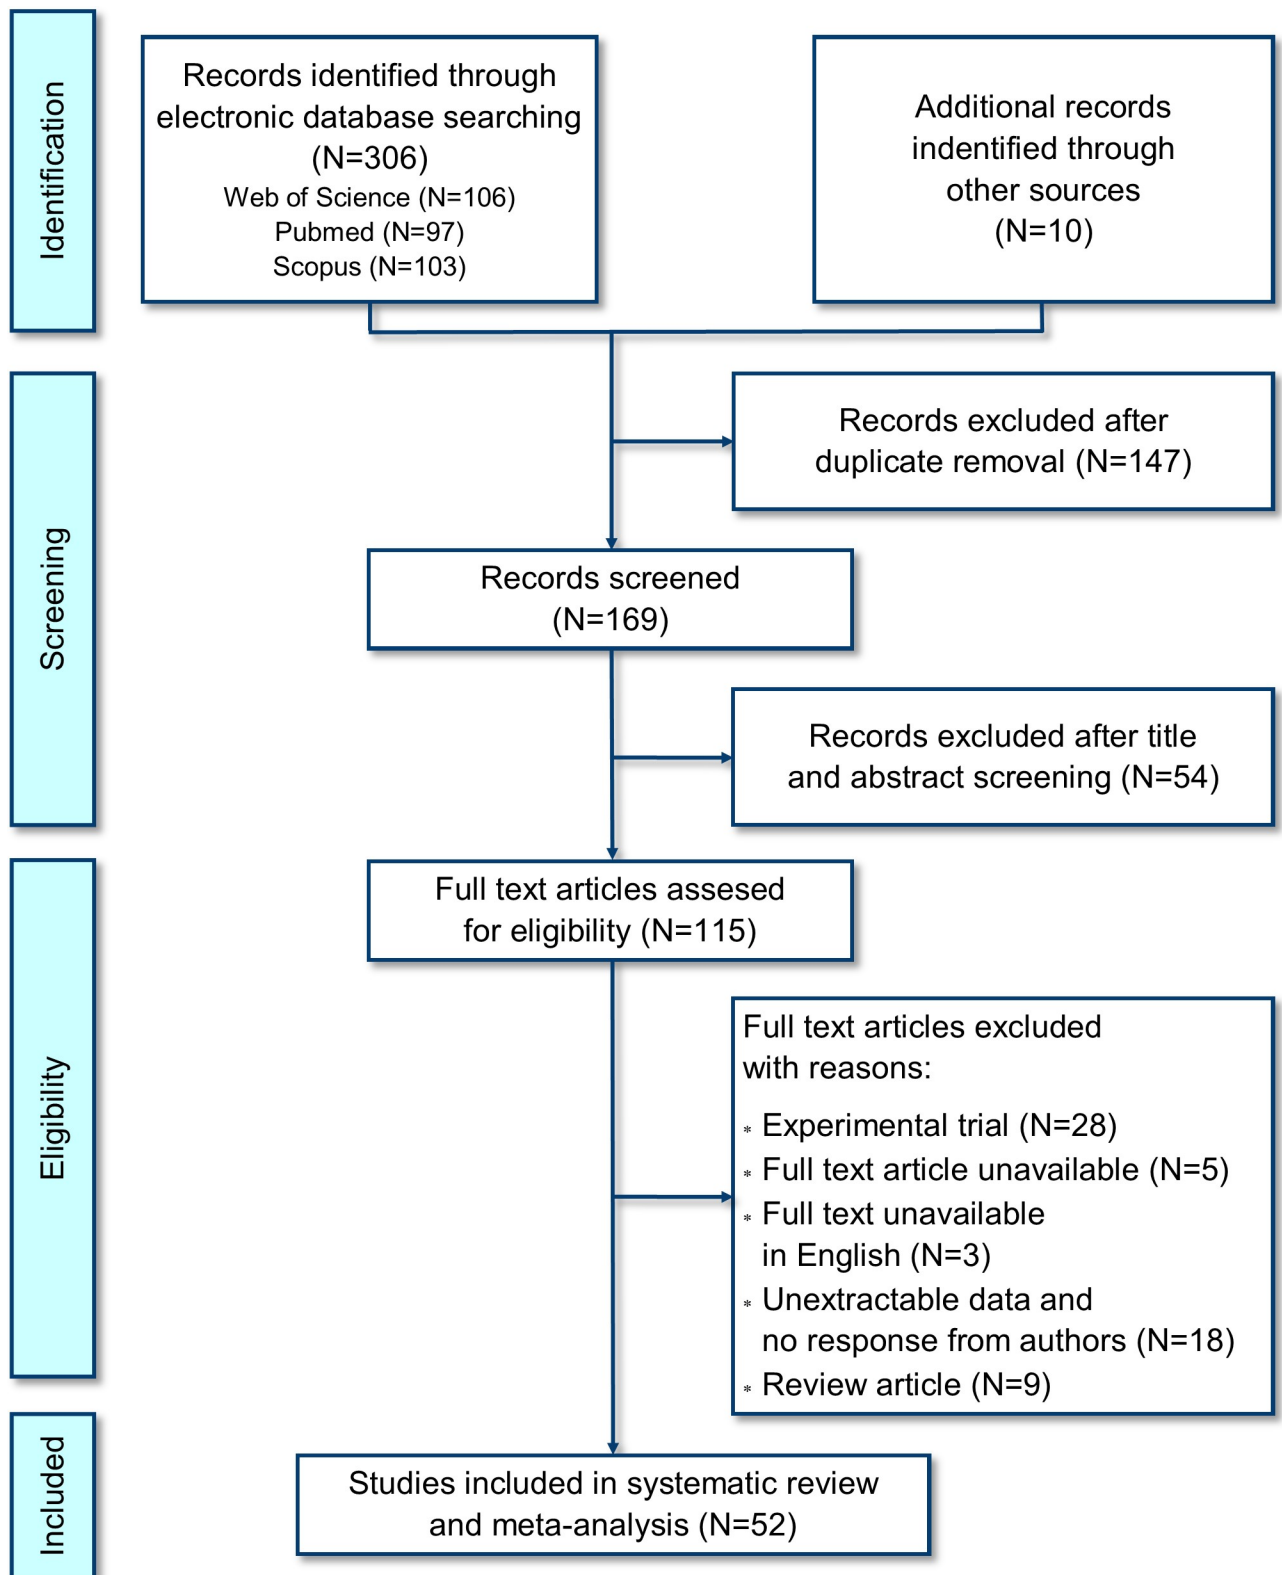 Identification
Records identified through
electronic database searching
(N=306)
Web of Science (N=106)
Pubmed (N=97)
Scopus (N=103)
Additional records
indentified through
other sources
(N=10)
Screening
Records excluded after
duplicate removal (N=147)
Records screened
(N=169)
Records excluded after title
and abstract screening (N=54)
Eligibility
Full text articles assesed
for eligibility (N=115)
Full text articles excluded
with reasons:
* Experimental trial (N=28)
* Full text article unavailable (N=5)
* Full text unavailable
in English (N=3)
* Unextractable data and
no response from authors (N=18)
* Review article (N=9)
Included
Studies included in systematic review
and meta-analysis (N=52)